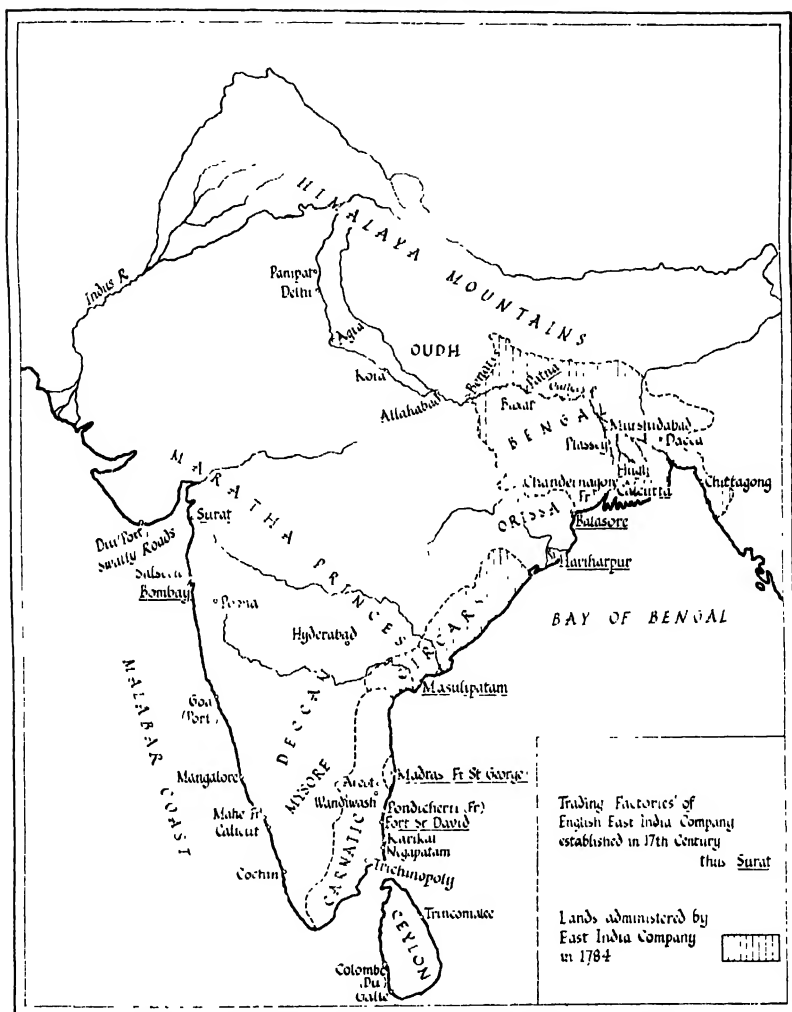 HIMALAYA MOUNTAINS
Indus R
Panipat
Delhi
Agra
OUDH
Kora
Allahabad
Benares
Patna
Buxar
BENGAL
Murshidabad
Plassey
Dacca
Hugli
Chandernagore
Fr
Calcutta
Chittagong
ORISSA
Balasore
Hariharpur
MARATHA PRINCES
Surat
Diu Port
Swally Roads
Salsette
Bombay
Poona
Hyderabad
CIRCARS
BAY OF BENGAL
Masulipatam
DECCAN
MALABAR COAST
Goa
(Port)
MYSORE
Mangalore
Arcot
Madras Ft St George
Wandiwash
Pondicherri (Fr)
Mahe Fr
Fort St David
Calicut
Karikal
Nigapatam
CARNATIC
Trichinopoly
Cochin
CEYLON
Trincomalee
Colombo
(Du)
Galle
Trading Factories' of
English East India Company
established in 17th Century
thus Surat
Lands administered by
East India Company
in 1784